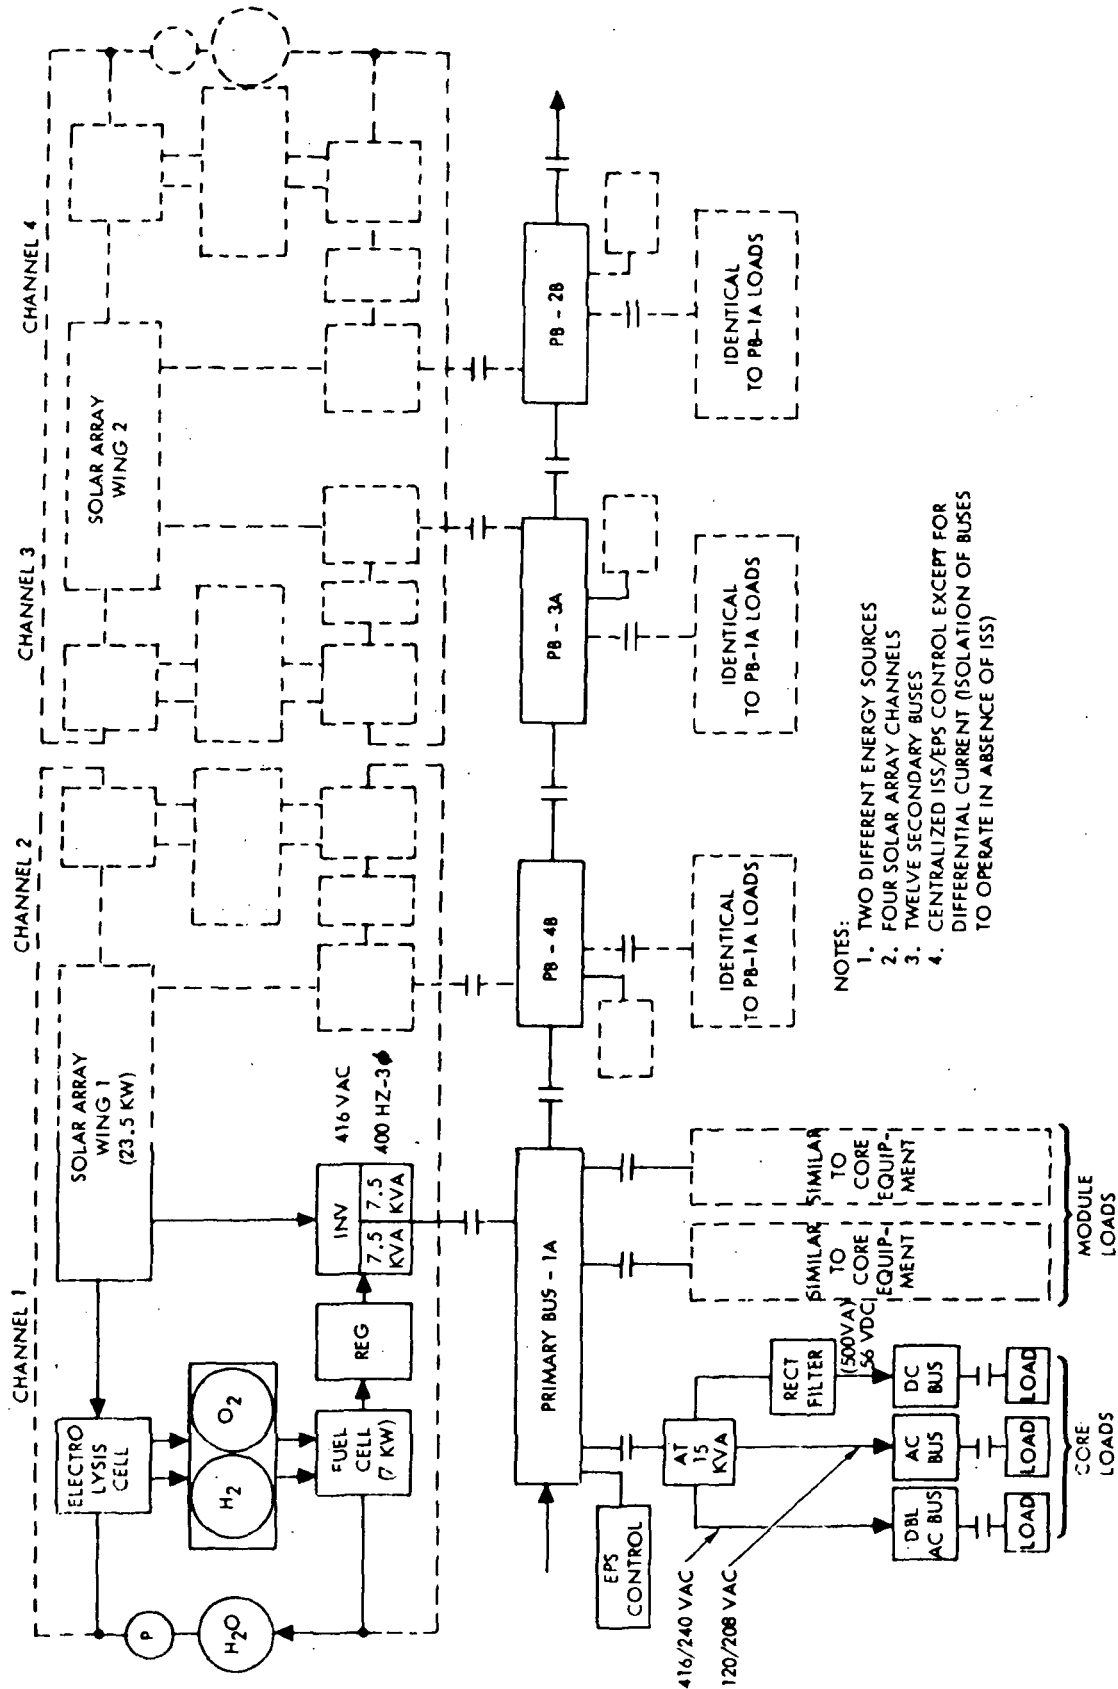 CHANNEL 1
CHANNEL 2
CHANNEL 3
CHANNEL 4
SOLAR ARRAY
WING 1
(23.5 KW)
SOLAR ARRAY
WING 2
ELECTRO
LYSIS
CELL
H2
O2
P
H2O
FUEL
CELL
(7 KW)
REG
INV
7.5
KVA
7.5
KVA
416 VAC
400 HZ-3ϕ
PRIMARY BUS - 1A
PB - 4B
PB - 3A
PB - 2B
EPS
CONTROL
AT
15
KVA
416/240 VAC
120/208 VAC
RECT
FILTER
(500VA)
56 VDC
DBL
AC BUS
AC
BUS
DC
BUS
LOAD
LOAD
LOAD
CORE
LOADS
SIMILAR
TO
CORE
EQUIP-
MENT
SIMILAR
TO
CORE
EQUIP-
MENT
MODULE
LOADS
IDENTICAL
TO PB-1A LOADS
IDENTICAL
TO PB-1A LOADS
IDENTICAL
TO PB-1A LOADS
NOTES:
1. TWO DIFFERENT ENERGY SOURCES
2. FOUR SOLAR ARRAY CHANNELS
3. TWELVE SECONDARY BUSES
4. CENTRALIZED ISS/EPS CONTROL EXCEPT FOR
DIFFERENTIAL CURRENT (ISOLATION OF BUSES
TO OPERATE IN ABSENCE OF ISS)